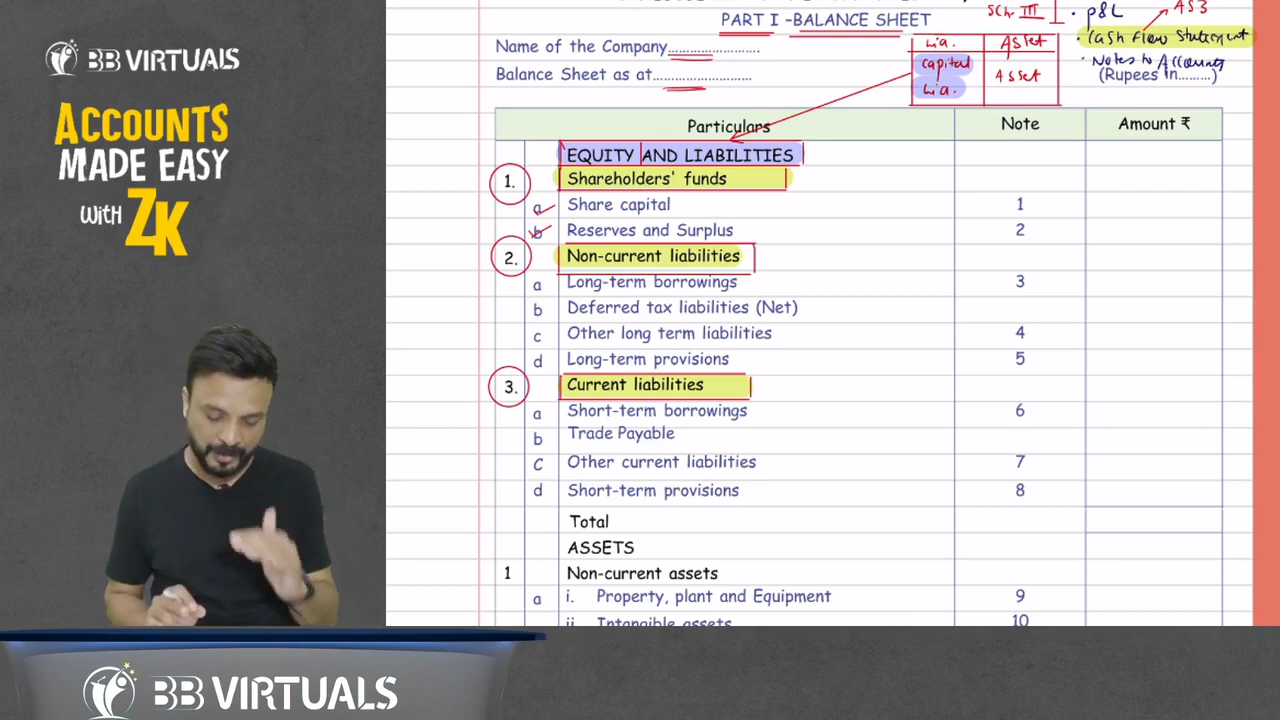 BB VIRTUALS
ACCOUNTS
MADE EASY
WITH ZK
Sch. III
• P&L
AS3
• Cash flow statement
• Notes to Accounts
PART I -BALANCE SHEET
Name of the Company........................
Balance Sheet as at........................
(Rupees in.........)
Lia. Asset
capital Asset
Lia.
Particulars Note Amount ₹
EQUITY AND LIABILITIES
1. Shareholders' funds
a Share capital 1
b Reserves and Surplus 2
2. Non-current liabilities
a Long-term borrowings 3
b Deferred tax liabilities (Net)
c Other long term liabilities 4
d Long-term provisions 5
3. Current liabilities
a Short-term borrowings 6
b Trade Payable
C Other current liabilities 7
d Short-term provisions 8
Total
ASSETS
1 Non-current assets
a i. Property, plant and Equipment 9
ii. Intangible assets 10
BB VIRTUALS